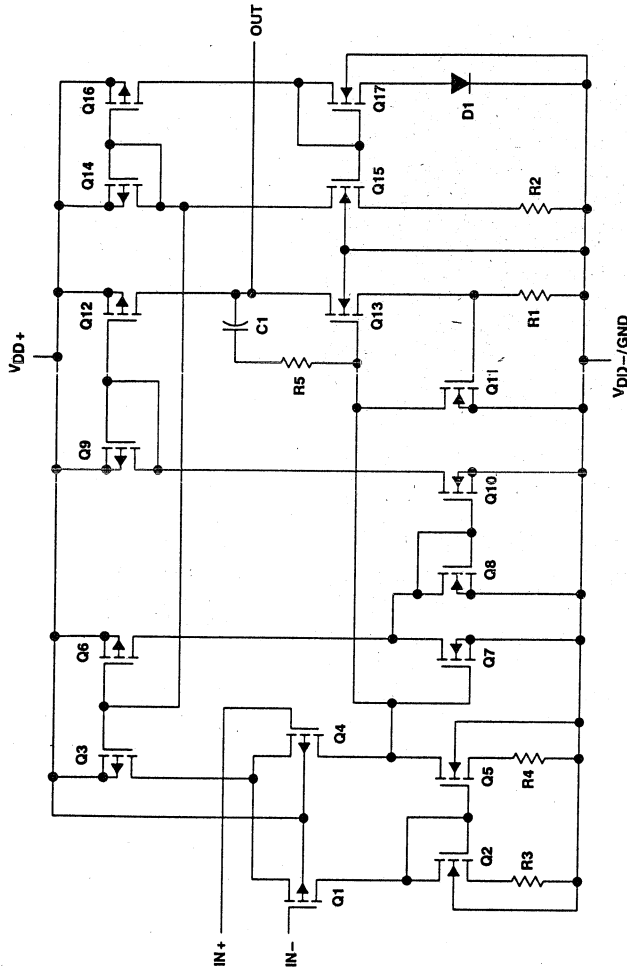 VDD+
Q3
Q6
Q9
Q12
Q14
Q16
OUT
IN+
IN−
Q1
Q4
C1
R5
Q13
Q15
Q17
Q2
Q5
Q7
Q8
Q10
Q11
D1
R3
R4
R1
R2
VDD−/GND